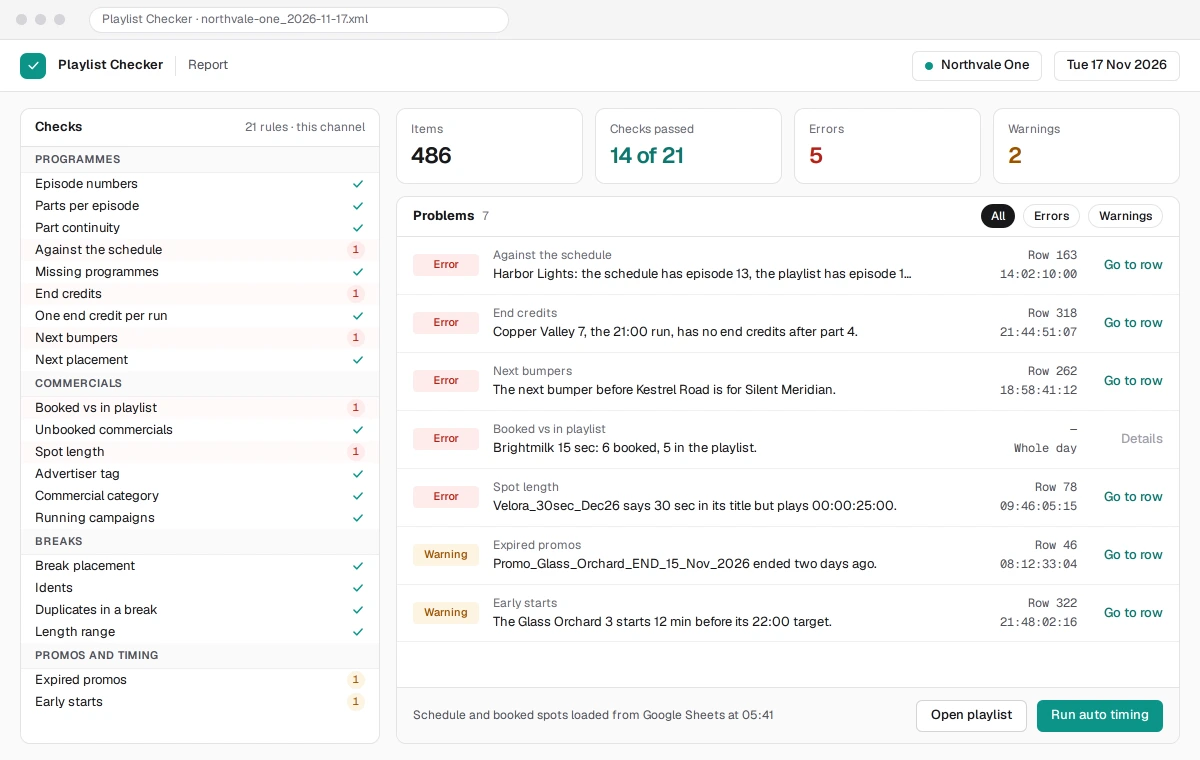 Playlist Checker · northvale-one_2026-11-17.xml
Playlist Checker
Report
Northvale One
Tue 17 Nov 2026
Checks
21 rules · this channel
PROGRAMMES
Episode numbers
Parts per episode
Part continuity
Against the schedule
1
Missing programmes
End credits
1
One end credit per run
Next bumpers
1
Next placement
COMMERCIALS
Booked vs in playlist
1
Unbooked commercials
Spot length
1
Advertiser tag
Commercial category
Running campaigns
BREAKS
Break placement
Idents
Duplicates in a break
Length range
PROMOS AND TIMING
Expired promos
1
Early starts
1
Items
486
Checks passed
14 of 21
Errors
5
Warnings
2
Problems 7
All
Errors
Warnings
Error
Against the schedule
Harbor Lights: the schedule has episode 13, the playlist has episode 1…
Row 163
14:02:10:00
Go to row
Error
End credits
Copper Valley 7, the 21:00 run, has no end credits after part 4.
Row 318
21:44:51:07
Go to row
Error
Next bumpers
The next bumper before Kestrel Road is for Silent Meridian.
Row 262
18:58:41:12
Go to row
Error
Booked vs in playlist
Brightmilk 15 sec: 6 booked, 5 in the playlist.
—
Whole day
Details
Error
Spot length
Velora_30sec_Dec26 says 30 sec in its title but plays 00:00:25:00.
Row 78
09:46:05:15
Go to row
Warning
Expired promos
Promo_Glass_Orchard_END_15_Nov_2026 ended two days ago.
Row 46
08:12:33:04
Go to row
Warning
Early starts
The Glass Orchard 3 starts 12 min before its 22:00 target.
Row 322
21:48:02:16
Go to row
Schedule and booked spots loaded from Google Sheets at 05:41
Open playlist
Run auto timing